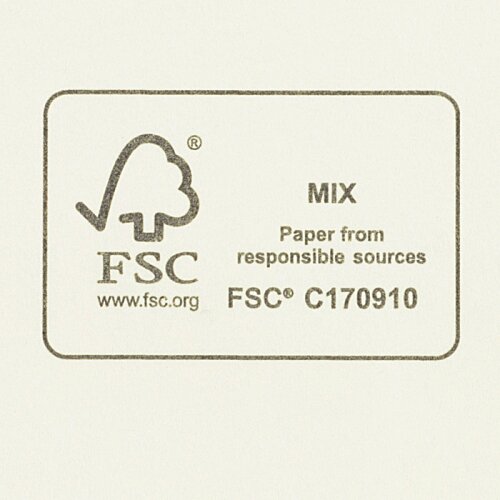 ®
FSC
www.fsc.org
MIX
Paper from
responsible sources
FSC® C170910